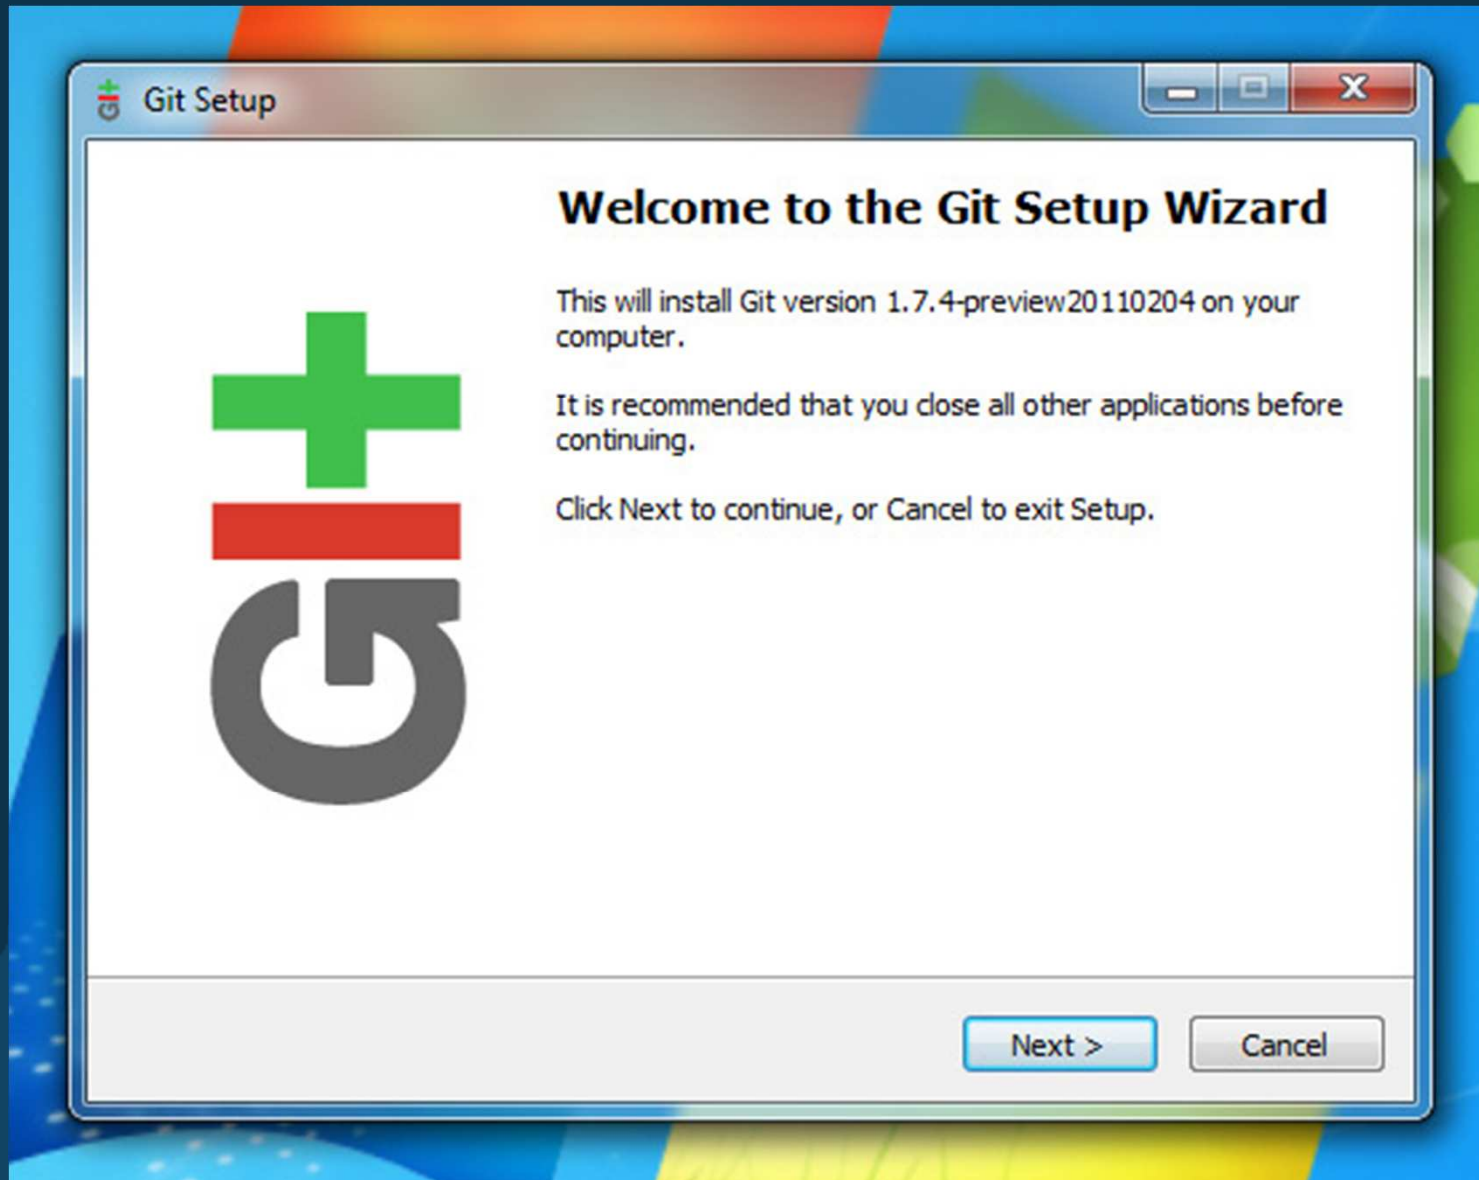 Git Setup
Welcome to the Git Setup Wizard
This will install Git version 1.7.4-preview20110204 on your
computer.
It is recommended that you close all other applications before
continuing.
Click Next to continue, or Cancel to exit Setup.
Git
Next >
Cancel